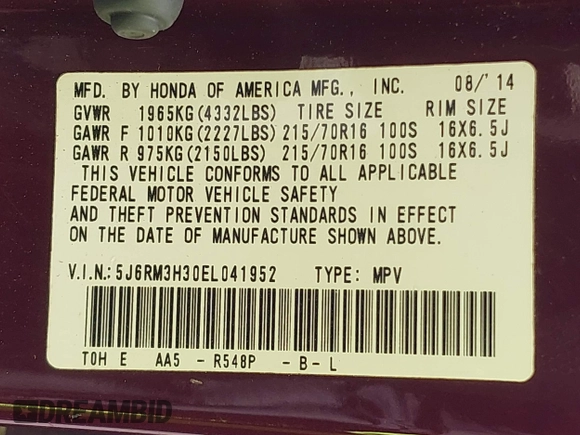 MFD. BY HONDA OF AMERICA MFG., INC. 08/'14
GVWR 1965KG(4332LBS) TIRE SIZE RIM SIZE
GAWR F 1010KG(2227LBS) 215/70R16 100S 16X6.5J
GAWR R 975KG(2150LBS) 215/70R16 100S 16X6.5J
THIS VEHICLE CONFORMS TO ALL APPLICABLE
FEDERAL MOTOR VEHICLE SAFETY
AND THEFT PREVENTION STANDARDS IN EFFECT
ON THE DATE OF MANUFACTURE SHOWN ABOVE.
V.I.N.: 5J6RM3H30EL041952 TYPE: MPV
TOH E AA5 - R548P - B - L
DREAMBID